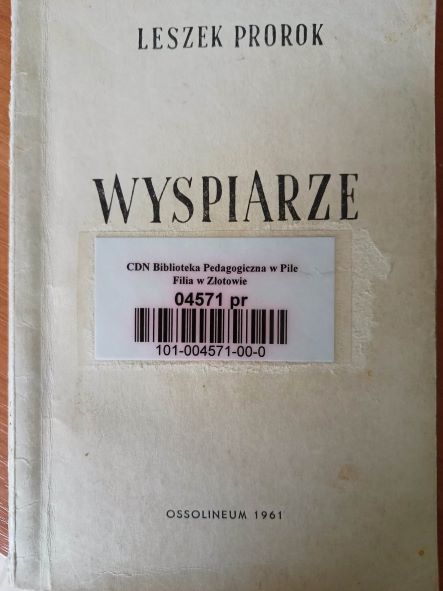 LESZEK PROROK
WYSPIARZE
CDN Biblioteka Pedagogiczna w Pile
Filia w Złotowie
04571 pr
101-004571-00-0
OSSOLINEUM 1961